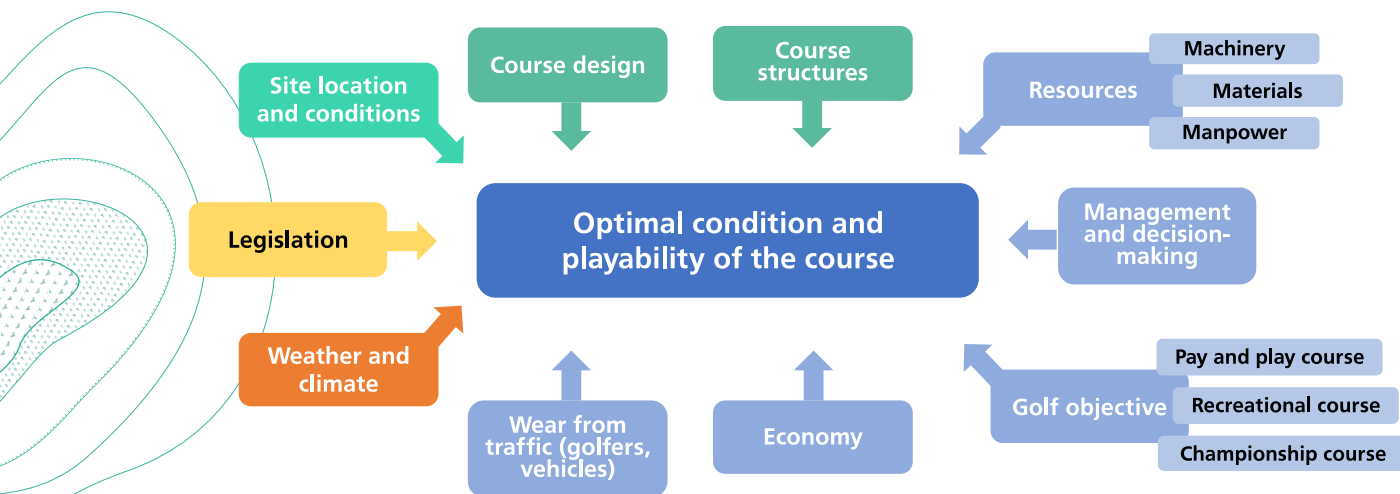 Course design
Course
structures
Machinery
Site location
and conditions
Resources
Materials
Manpower
Legislation
Optimal condition and
playability of the course
Management
and decision-
making
Weather and
climate
Wear from
traffic (golfers,
vehicles)
Economy
Golf objective
Pay and play course
Recreational course
Championship course